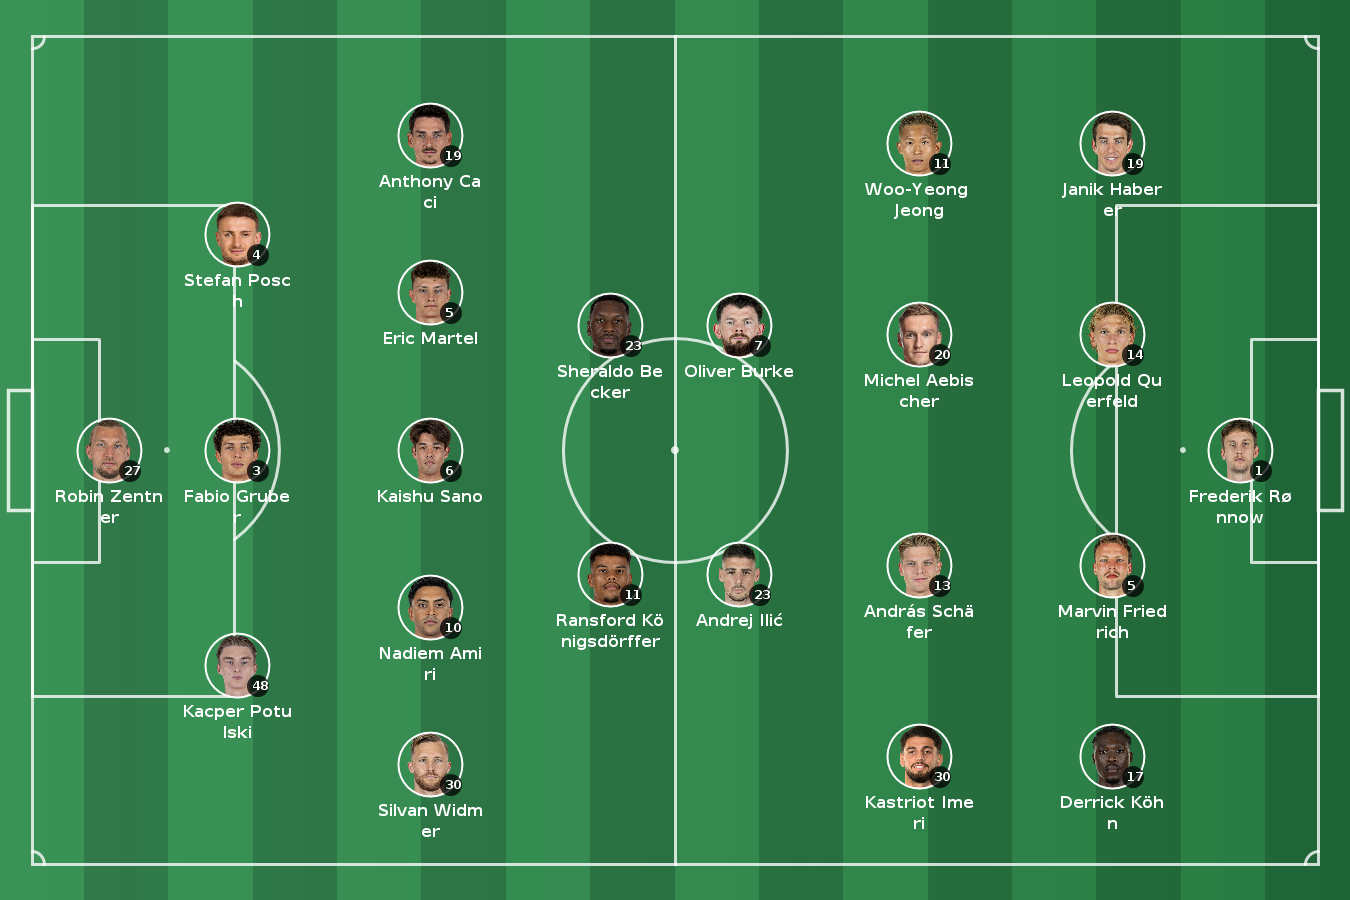 19
Anthony Ca
ci
4
Stefan Posc
h
5
Eric Martel
27
Robin Zentn
er
3
Fabio Grube
r
6
Kaishu Sano
10
Nadiem Ami
ri
48
Kacper Potu
lski
30
Silvan Widm
er
23
Sheraldo Be
cker
11
Ransford Kö
nigsdörffer
7
Oliver Burke
23
Andrej Ilić
11
Woo-Yeong
Jeong
20
Michel Aebis
cher
13
András Schä
fer
30
Kastriot Ime
ri
19
Janik Haber
er
14
Leopold Qu
erfeld
5
Marvin Fried
rich
17
Derrick Köh
n
1
Frederik Rø
nnow